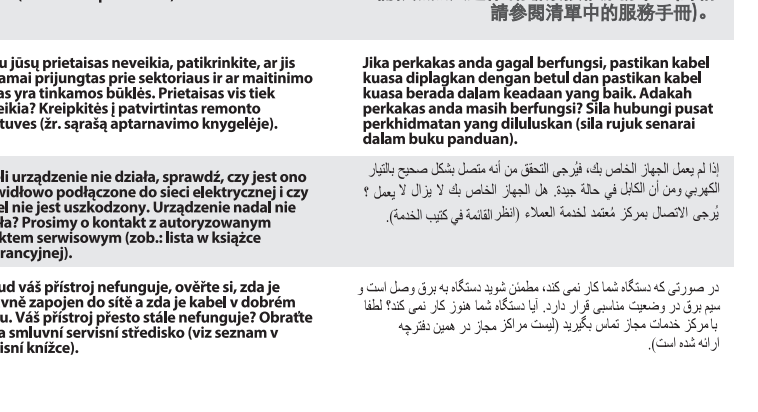 請參閱清單中的服務手冊)。
u jūsų prietaisas neveikia, patikrinkite, ar jis
amai prijungtas prie sektoriaus ir ar maitinimo
as yra tinkamos būklės. Prietaisas vis tiek
eikia? Kreipkitės į patvirtintas remonto
tuves (žr. sąrašą aptarnavimo knygelėje).
Jika perkakas anda gagal berfungsi, pastikan kabel
kuasa diplagkan dengan betul dan pastikan kabel
kuasa berada dalam keadaan yang baik. Adakah
perkakas anda masih berfungsi? Sila hubungi pusat
perkhidmatan yang diluluskan (sila rujuk senarai
dalam buku panduan).
li urządzenie nie działa, sprawdź, czy jest ono
widłowo podłączone do sieci elektrycznej i czy
el nie jest uszkodzony. Urządzenie nadal nie
ła? Prosimy o kontakt z autoryzowanym
ktem serwisowym (zob.: lista w książce
rancyjnej).
إذا لم يعمل الجهاز الخاص بك، فيُرجى التحقق من أنه متصل بشكل صحيح بالتيار
الكهربي ومن أن الكابل في حالة جيدة. هل الجهاز الخاص بك لا يزال لا يعمل ؟
يُرجى الاتصال بمركز مُعتمد لخدمة العملاء (انظر القائمة في كتيب الخدمة).
ud váš přístroj nefunguje, ověřte si, zda je
vně zapojen do sítě a zda je kabel v dobrém
u. Váš přístroj přesto stále nefunguje? Obraťte
a smluvní servisní středisko (viz seznam v
isní knížce).
در صورتی که دستگاه شما کار نمی کند، مطمئن شوید دستگاه به برق وصل است و
سیم برق در وضعیت مناسبی قرار دارد. آیا دستگاه شما هنوز کار نمی کند؟ لطفا
با مرکز خدمات مجاز تماس بگیرید (لیست مراکز مجاز در همین دفترچه
ارائه شده است).